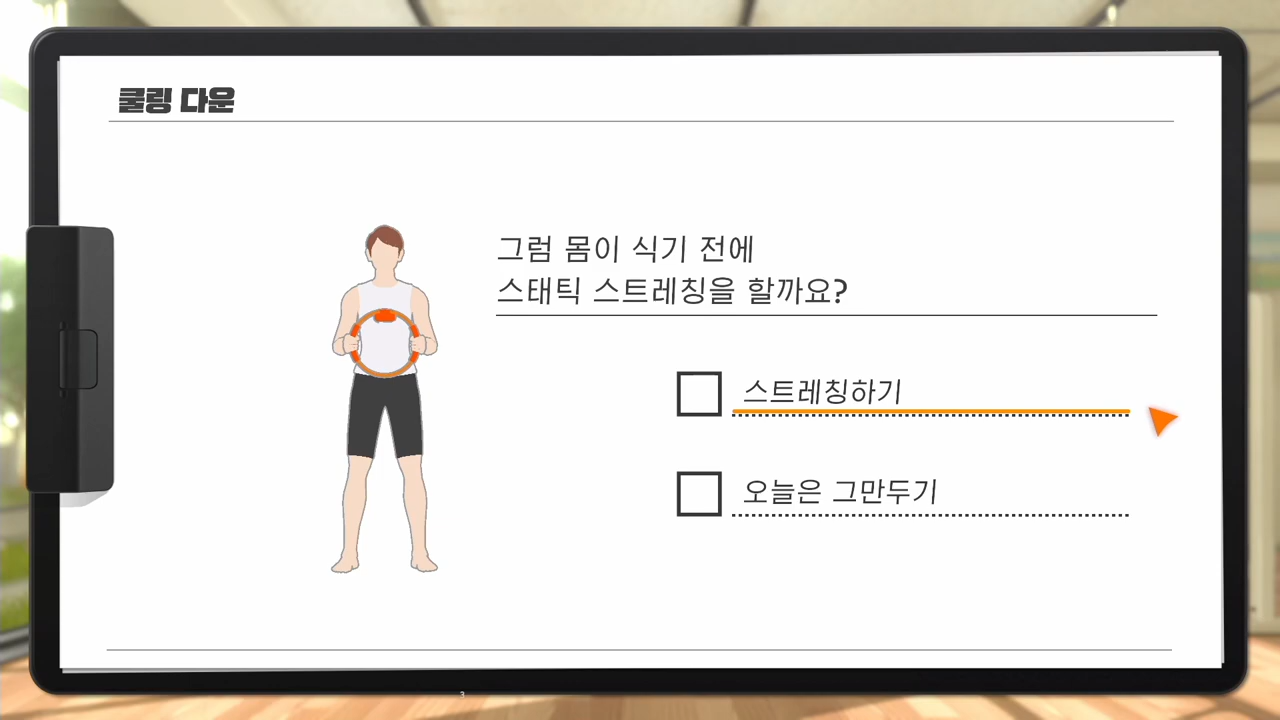 쿨링 다운
그럼 몸이 식기 전에
스태틱 스트레칭을 할까요?
스트레칭하기
오늘은 그만두기
3